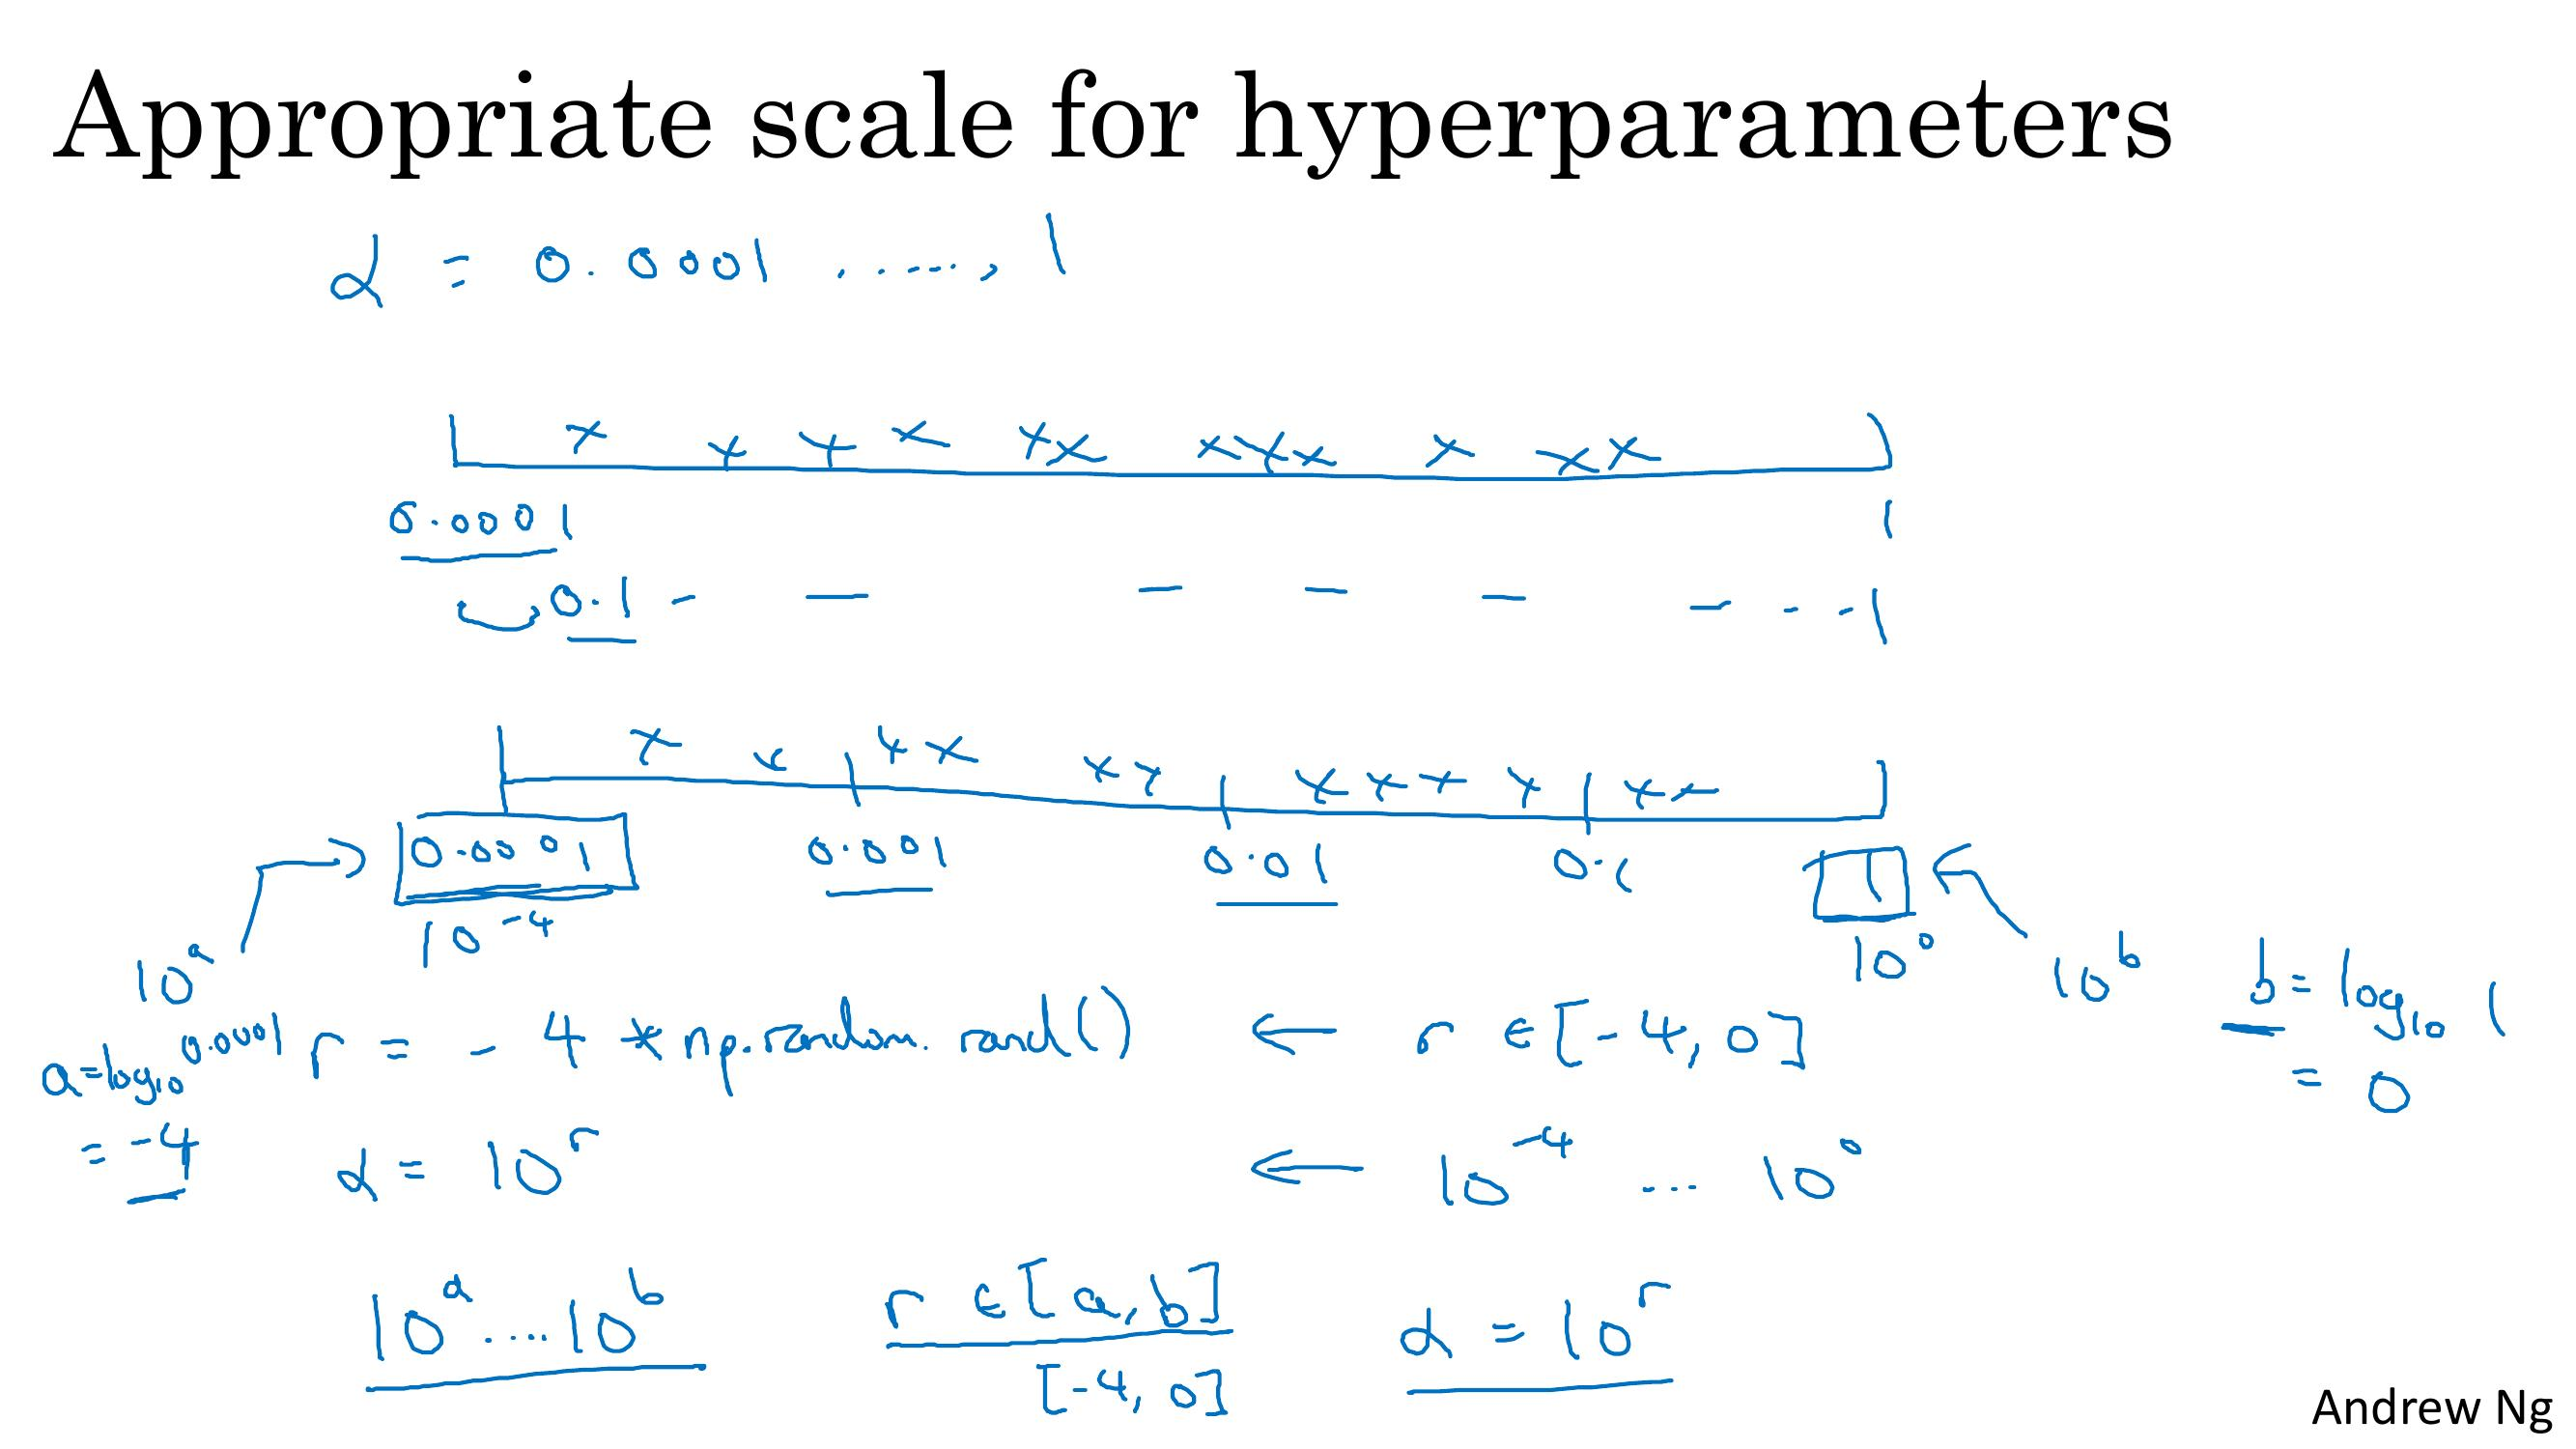 Appropriate scale for hyperparameters
α = 0.0001 ......, 1
0.0001 1
0.1 - — - - - - - - 1
0.0001 0.001 0.01 0.1 1
10^-4 10^0
10^a 10^b b = log₁₀ 1
a = log₁₀ 0.0001 r = -4 * np.random.rand() ← r ∈ [-4, 0] = 0
= -4 α = 10^r ← 10^-4 ... 10^0
10^a .... 10^b r ∈ [a, b] α = 10^r
[-4, 0]
Andrew Ng